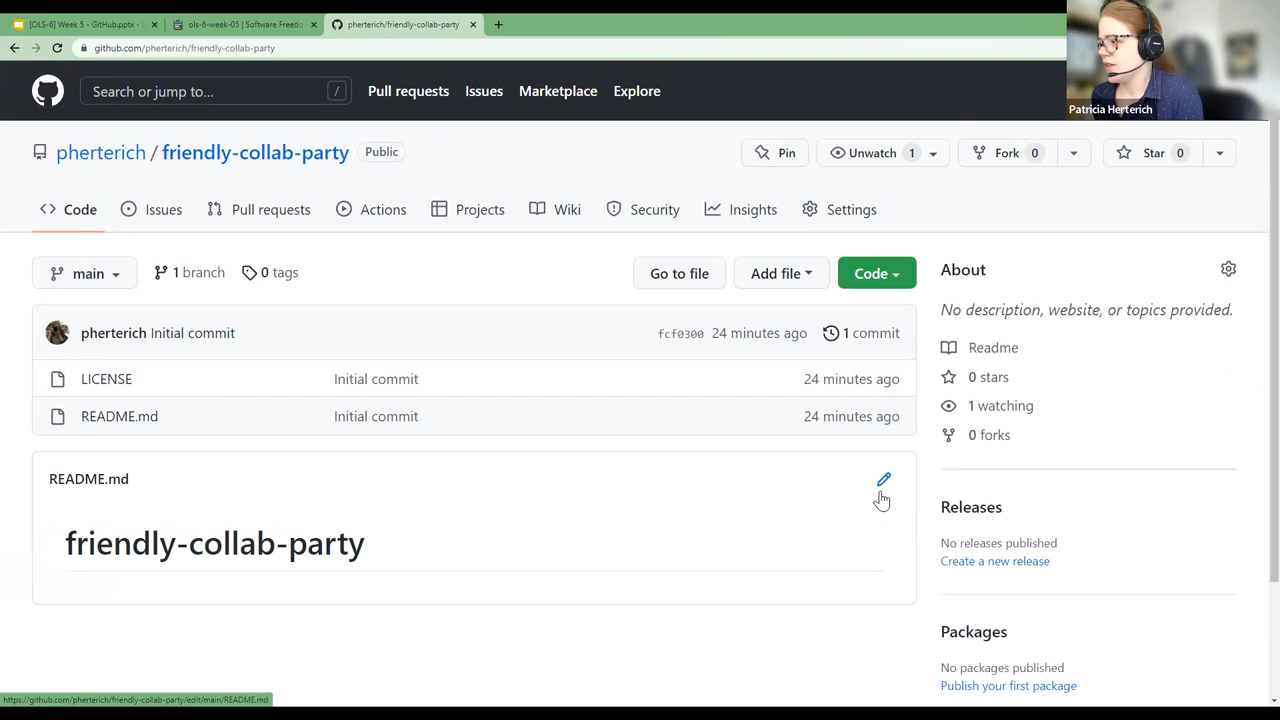 [OLS-6] Week 5 - GitHub.pptx -
ols-6-week-05 | Software Freed
pherterich/friendly-collab-party
github.com/pherterich/friendly-collab-party
Search or jump to...
/
Pull requests
Issues
Marketplace
Explore
Patricia Herterich
pherterich / friendly-collab-party
Public
Pin
Unwatch 1
Fork 0
Star 0
Code
Issues
Pull requests
Actions
Projects
Wiki
Security
Insights
Settings
main
1 branch
0 tags
Go to file
Add file
Code
pherterich Initial commit
fcf0300 24 minutes ago
1 commit
LICENSE
Initial commit
24 minutes ago
README.md
Initial commit
24 minutes ago
README.md
friendly-collab-party
About
No description, website, or topics provided.
Readme
0 stars
1 watching
0 forks
Releases
No releases published
Create a new release
Packages
No packages published
Publish your first package
https://github.com/pherterich/friendly-collab-party/edit/main/README.md